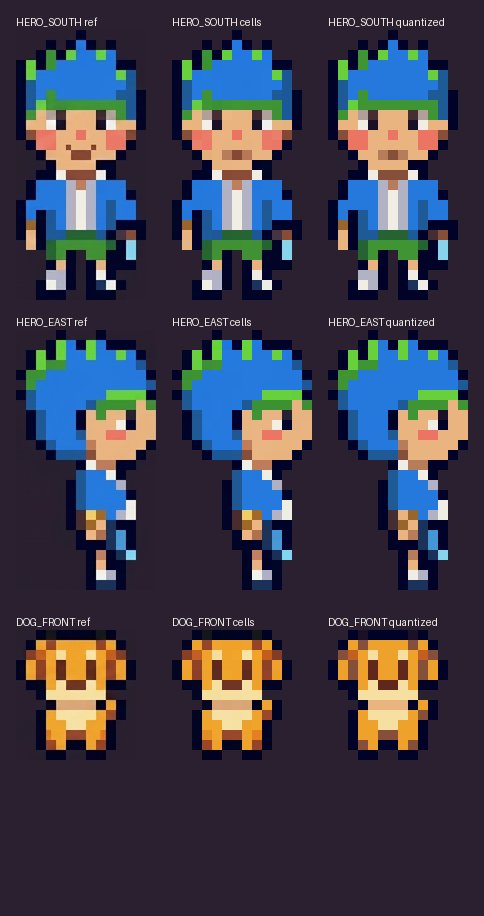 HERO_SOUTH ref
HERO_SOUTH cells
HERO_SOUTH quantized
HERO_EAST ref
HERO_EAST cells
HERO_EAST quantized
DOG_FRONT ref
DOG_FRONT cells
DOG_FRONT quantized